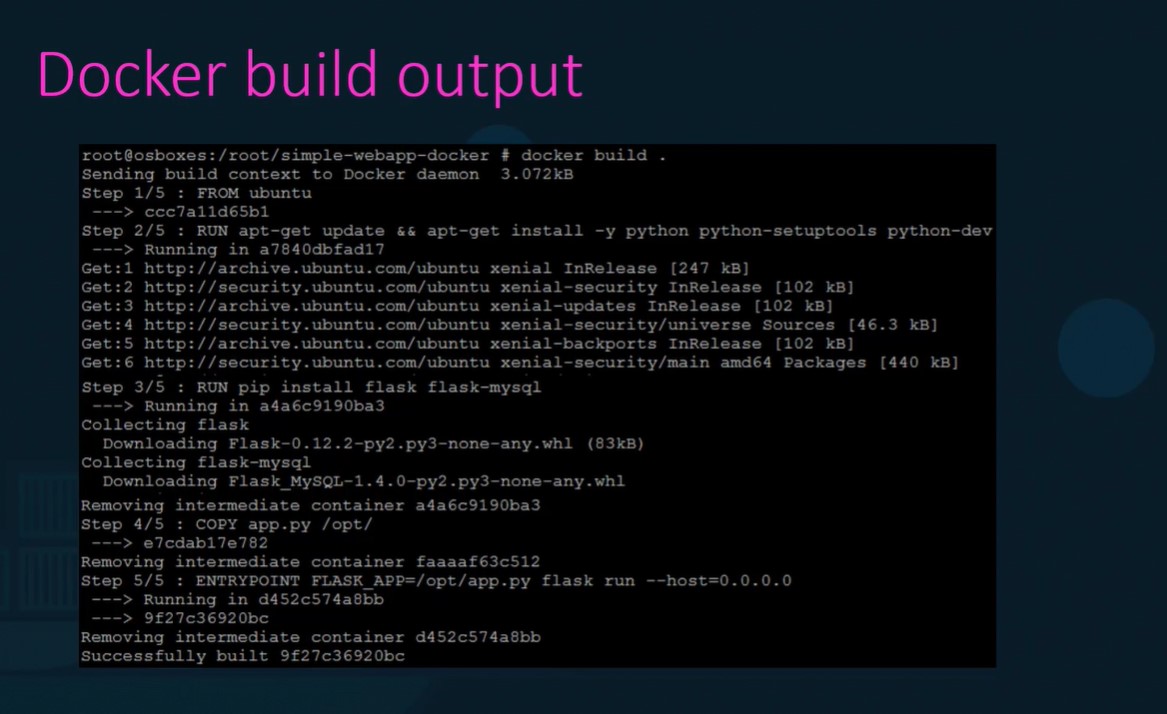 Docker build output
root@osboxes:/root/simple-webapp-docker # docker build .
Sending build context to Docker daemon  3.072kB
Step 1/5 : FROM ubuntu
 ---> ccc7a11d65b1
Step 2/5 : RUN apt-get update && apt-get install -y python python-setuptools python-dev
 ---> Running in a7840dbfad17
Get:1 http://archive.ubuntu.com/ubuntu xenial InRelease [247 kB]
Get:2 http://security.ubuntu.com/ubuntu xenial-security InRelease [102 kB]
Get:3 http://archive.ubuntu.com/ubuntu xenial-updates InRelease [102 kB]
Get:4 http://security.ubuntu.com/ubuntu xenial-security/universe Sources [46.3 kB]
Get:5 http://archive.ubuntu.com/ubuntu xenial-backports InRelease [102 kB]
Get:6 http://security.ubuntu.com/ubuntu xenial-security/main amd64 Packages [440 kB]
Step 3/5 : RUN pip install flask flask-mysql
 ---> Running in a4a6c9190ba3
Collecting flask
  Downloading Flask-0.12.2-py2.py3-none-any.whl (83kB)
Collecting flask-mysql
  Downloading Flask_MySQL-1.4.0-py2.py3-none-any.whl
Removing intermediate container a4a6c9190ba3
Step 4/5 : COPY app.py /opt/
 ---> e7cdab17e782
Removing intermediate container faaaaf63c512
Step 5/5 : ENTRYPOINT FLASK_APP=/opt/app.py flask run --host=0.0.0.0
 ---> Running in d452c574a8bb
 ---> 9f27c36920bc
Removing intermediate container d452c574a8bb
Successfully built 9f27c36920bc